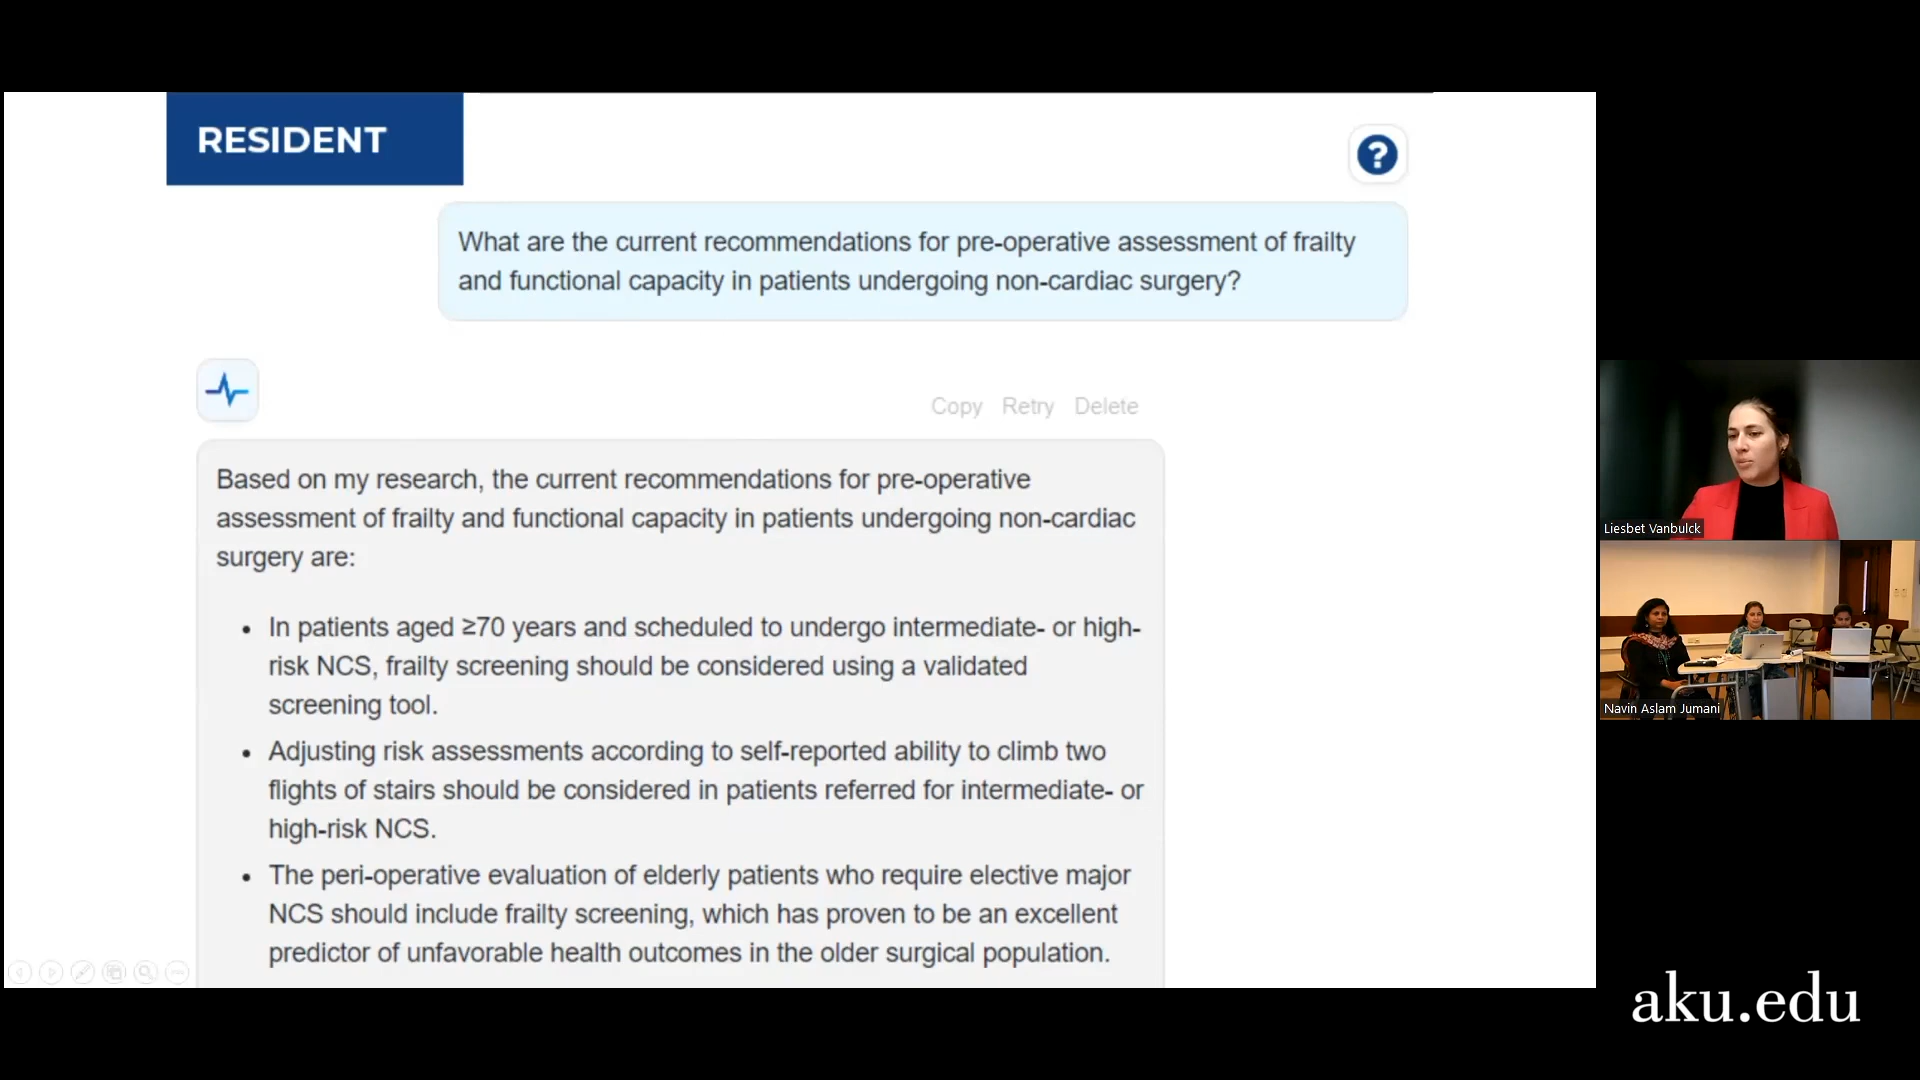 RESIDENT
?
What are the current recommendations for pre-operative assessment of frailty
and functional capacity in patients undergoing non-cardiac surgery?
Copy Retry Delete
Based on my research, the current recommendations for pre-operative
assessment of frailty and functional capacity in patients undergoing non-cardiac
surgery are:
• In patients aged ≥70 years and scheduled to undergo intermediate- or high-
risk NCS, frailty screening should be considered using a validated
screening tool.
• Adjusting risk assessments according to self-reported ability to climb two
flights of stairs should be considered in patients referred for intermediate- or
high-risk NCS.
• The peri-operative evaluation of elderly patients who require elective major
NCS should include frailty screening, which has proven to be an excellent
predictor of unfavorable health outcomes in the older surgical population.
Liesbet Vanbulck
Navin Aslam Jumani
aku.edu